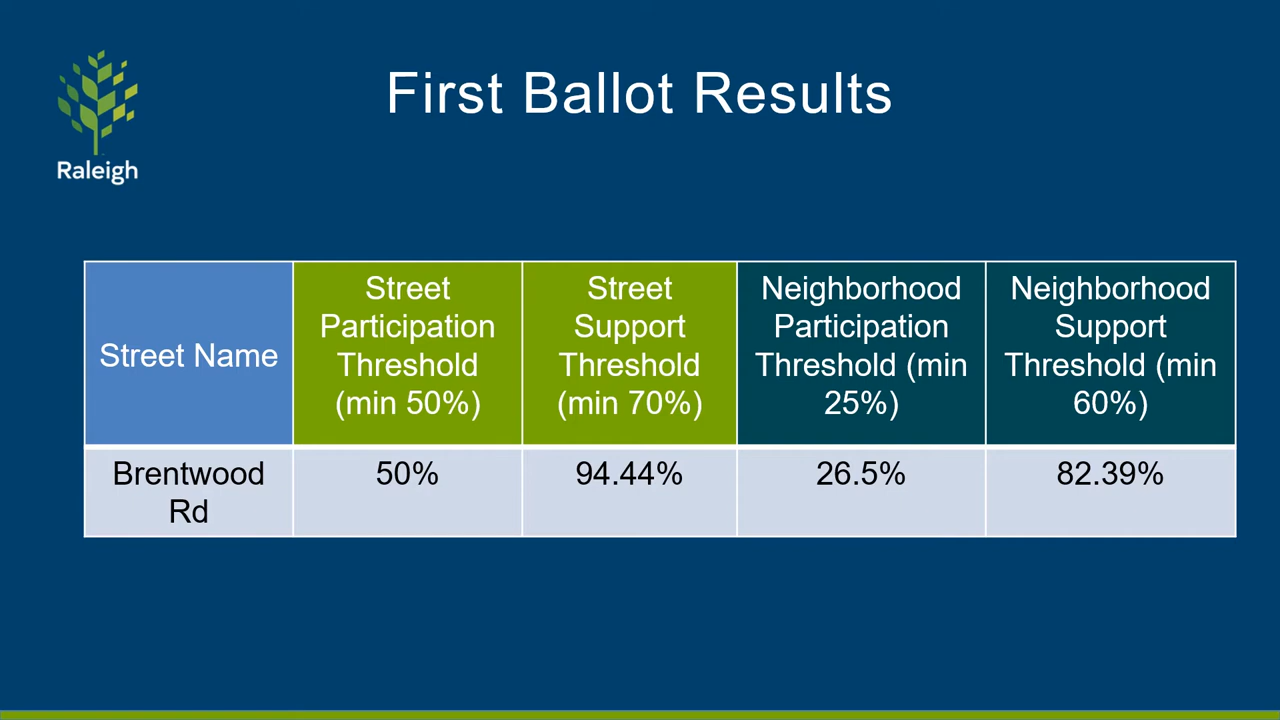 Raleigh
First Ballot Results
Street Name
Street
Participation
Threshold
(min 50%)
Street
Support
Threshold
(min 70%)
Neighborhood
Participation
Threshold (min
25%)
Neighborhood
Support
Threshold (min
60%)
Brentwood
Rd
50%
94.44%
26.5%
82.39%